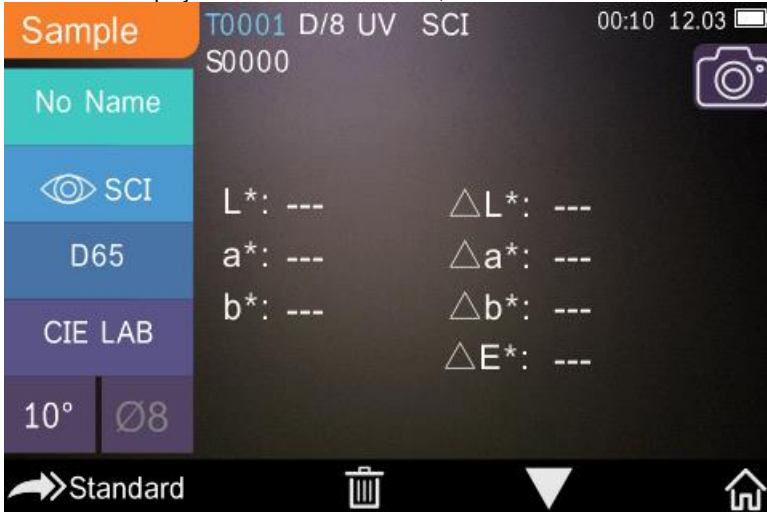 Sample
T0001 D/8 UV SCI 00:10 12.03
S0000
No Name
SCI
D65
CIE LAB
10° Ø8
L*: --- △L*: ---
a*: --- △a*: ---
b*: --- △b*: ---
△E*: ---
Standard